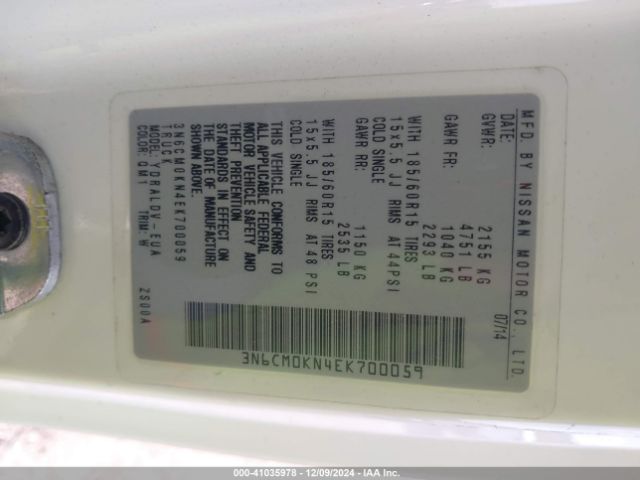 MFD. BY NISSAN MOTOR CO., LTD.
DATE: 07/14
GVWR: 2155 KG
4751 LB
GAWR FR: 1040 KG
2293 LB
WITH 185/60R15 TIRES
15x5.5 JJ RIMS AT 44PSI
COLD SINGLE
GAWR RR: 1150 KG
2535 LB
WITH 185/60R15 TIRES
15x5.5 JJ RIMS AT 48 PSI
COLD SINGLE
THIS VEHICLE CONFORMS TO
ALL APPLICABLE FEDERAL
MOTOR VEHICLE SAFETY AND
THEFT PREVENTION
STANDARDS IN EFFECT ON
THE DATE OF MANUFACTURE
SHOWN ABOVE.
3N6CM0KN4EK700059
TRUCK
MODEL: YDRALDV-EUA
COLOR: QM1 TRIM: W 2S00A
3N6CM0KN4EK700059
000-41035978 - 12/09/2024 - IAA Inc.